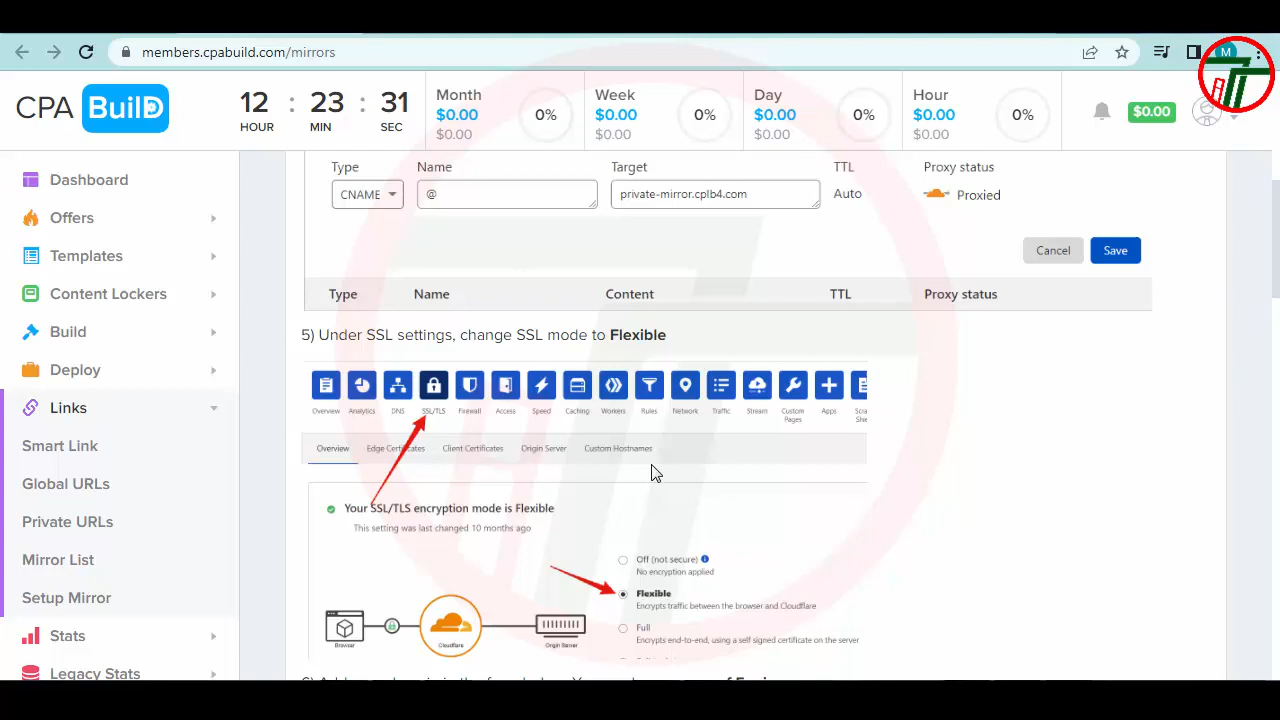 members.cpabuild.com/mirrors
M
CPA BuilD
12 : 23 : 31
HOUR MIN SEC
Month
$0.00
$0.00
0%
Week
$0.00
$0.00
0%
Day
$0.00
$0.00
0%
Hour
$0.00
$0.00
0%
$0.00
Dashboard
Offers
Templates
Content Lockers
Build
Deploy
Links
Smart Link
Global URLs
Private URLs
Mirror List
Setup Mirror
Stats
Legacy Stats
Type Name Target TTL Proxy status
CNAME @ private-mirror.cplb4.com Auto Proxied
Cancel Save
Type Name Content TTL Proxy status
5) Under SSL settings, change SSL mode to Flexible
Overview Analytics DNS SSL/TLS Firewall Access Speed Caching Workers Rules Network Traffic Stream Custom Pages Apps
Overview Edge Certificates Client Certificates Origin Server Custom Hostnames
Your SSL/TLS encryption mode is Flexible
This setting was last changed 10 months ago
Off (not secure)
No encryption applied
Flexible
Encrypts traffic between the browser and Cloudflare
Full
Encrypts end-to-end, using a self signed certificate on the server
Browser Cloudflare Origin Server